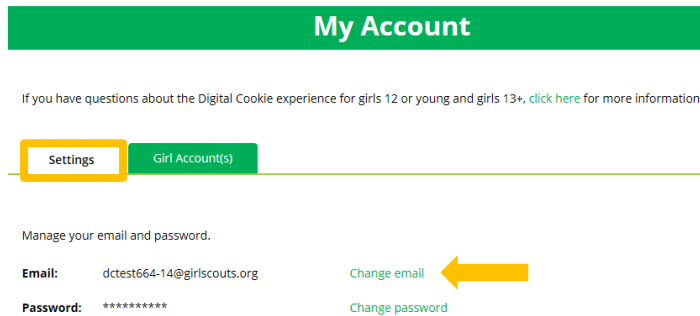 My Account
If you have questions about the Digital Cookie experience for girls 12 or young and girls 13+, click here for more information
Settings
Girl Account(s)
Manage your email and password.
Email: dctest664-14@girlscouts.org Change email
Password: ********** Change password